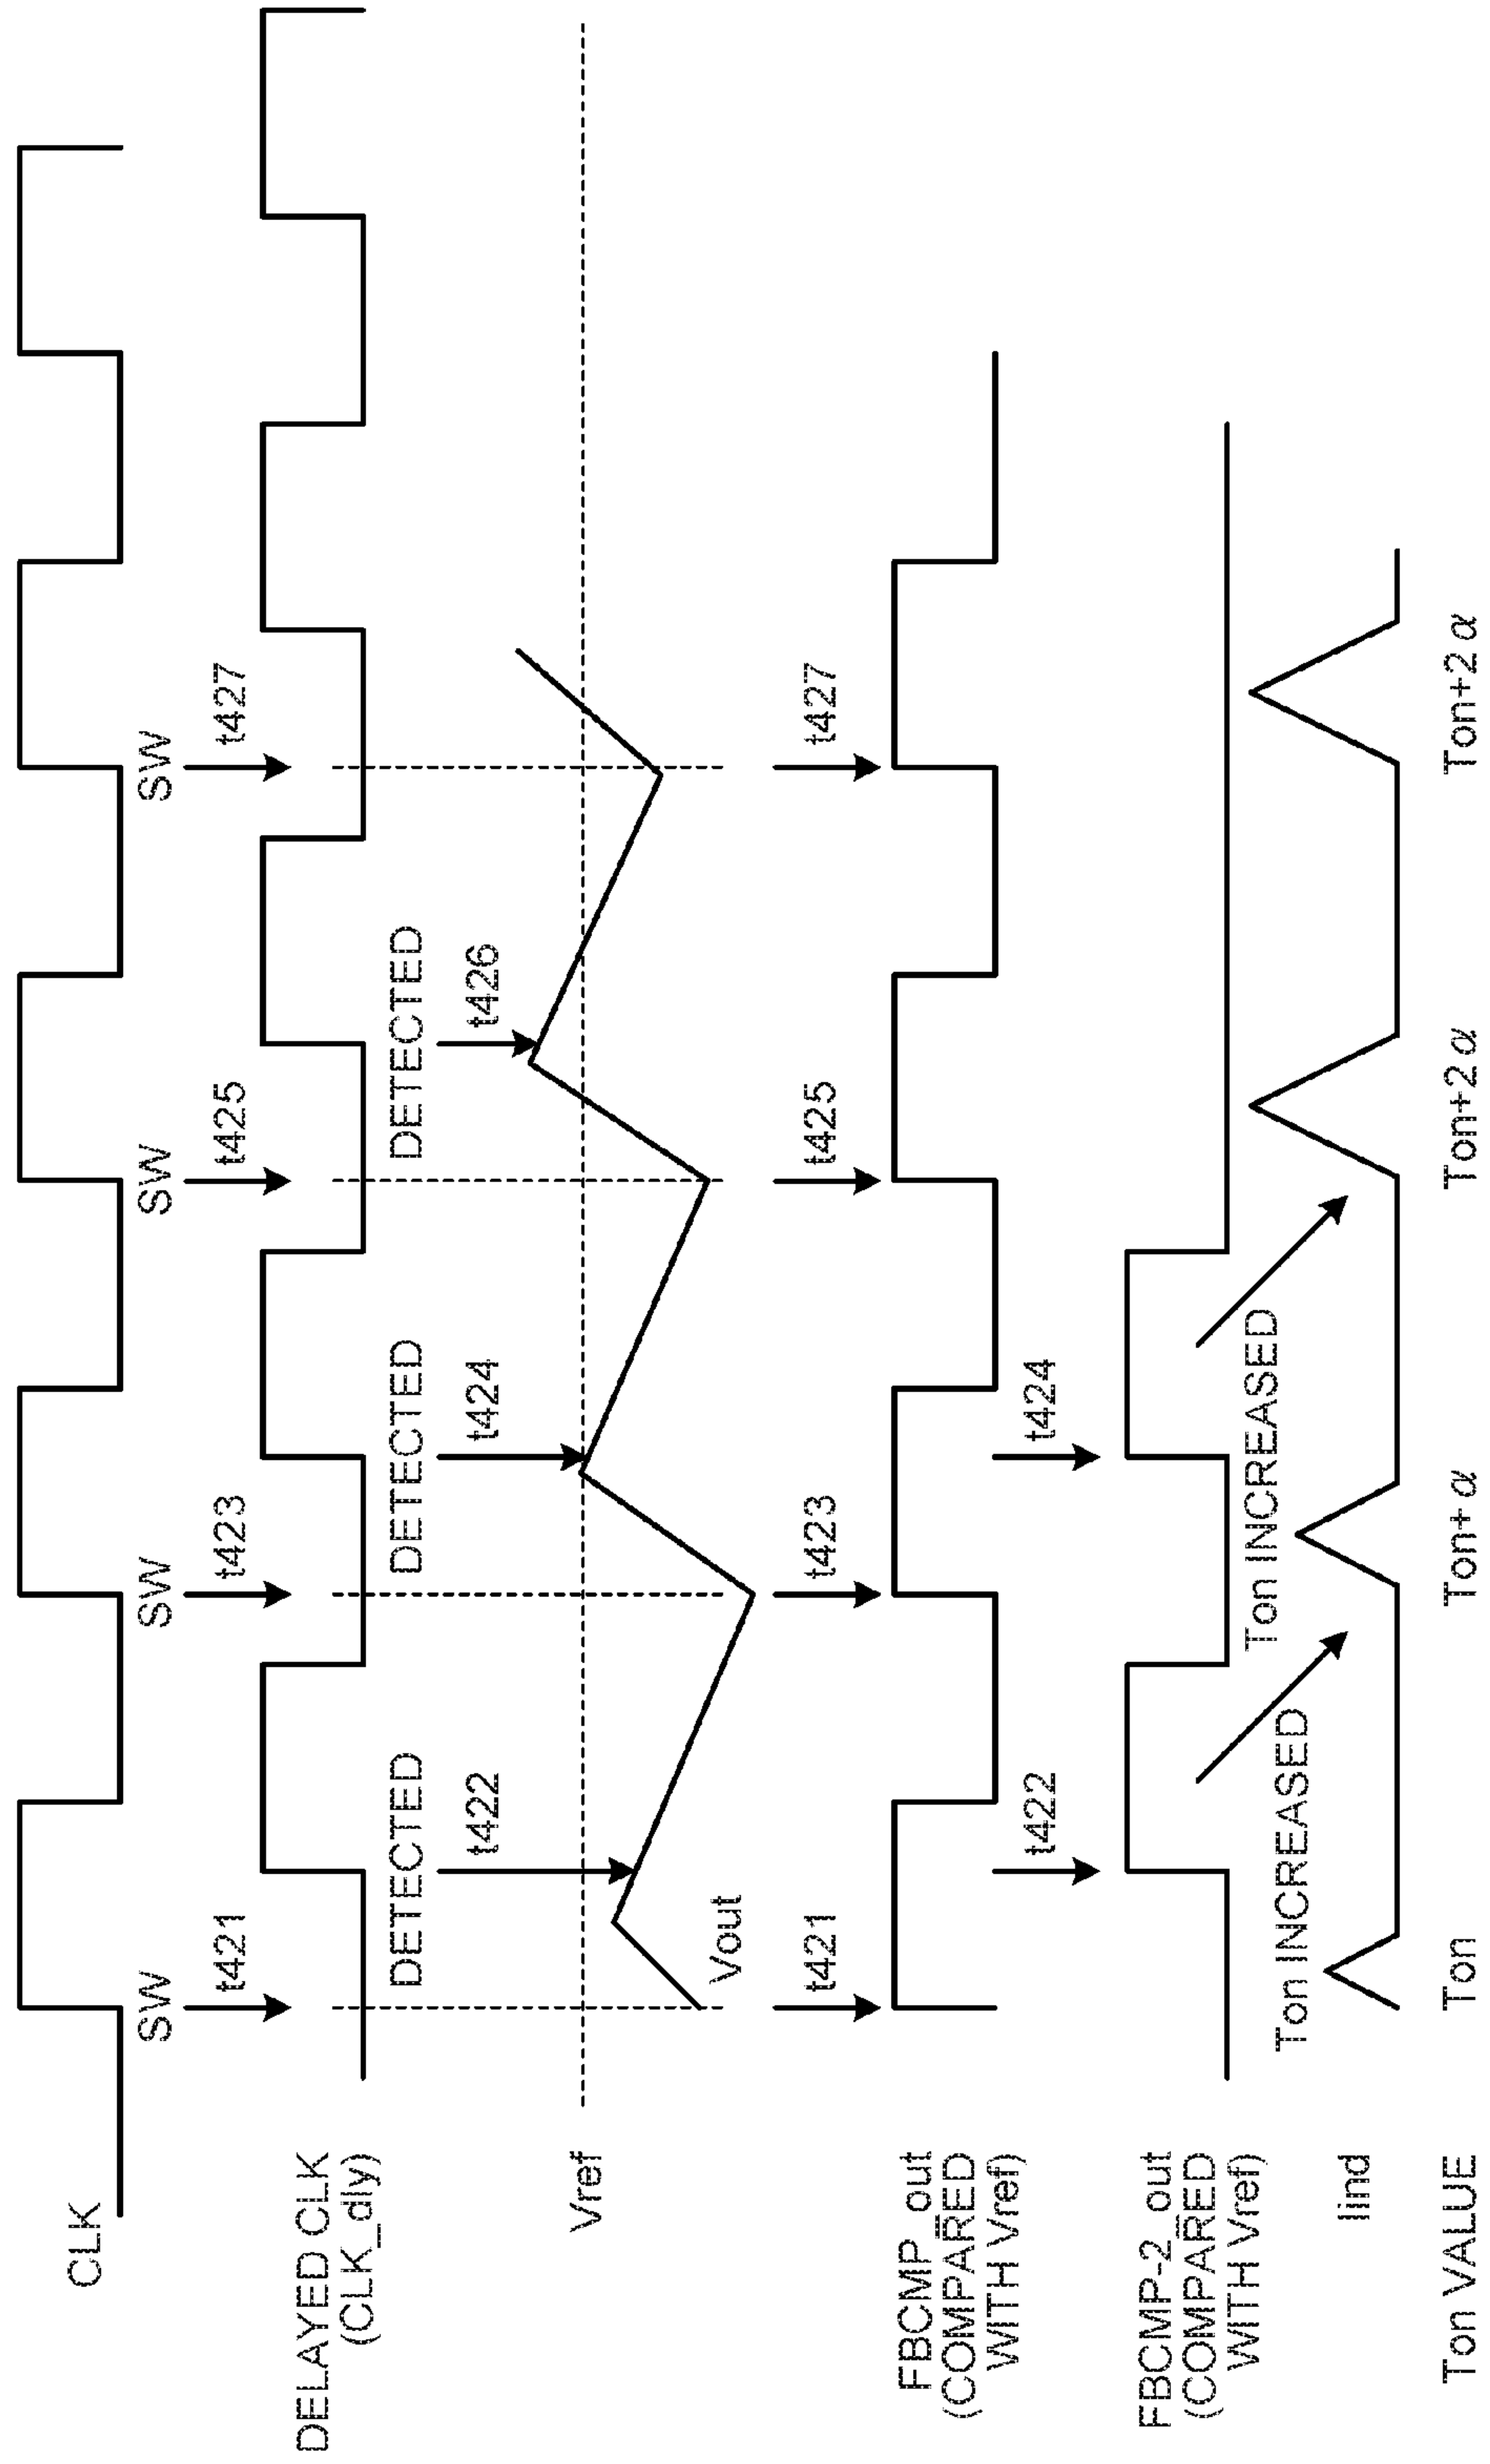 CLK
SW
SW
SW
SW
t421
t423
t425
t427
DELAYED CLK
(CLK_dly)
DETECTED
DETECTED
DETECTED
t422
t424
t426
Vref
Vout
t421
t423
t425
t427
FBCMP_out
(COMPARED
WITH Vref)
t422
t424
FBCMP-2_out
(COMPARED
WITH Vref)
Ton INCREASED
Ton INCREASED
Iind
Ton VALUE
Ton
Ton+α
Ton+2α
Ton+2α